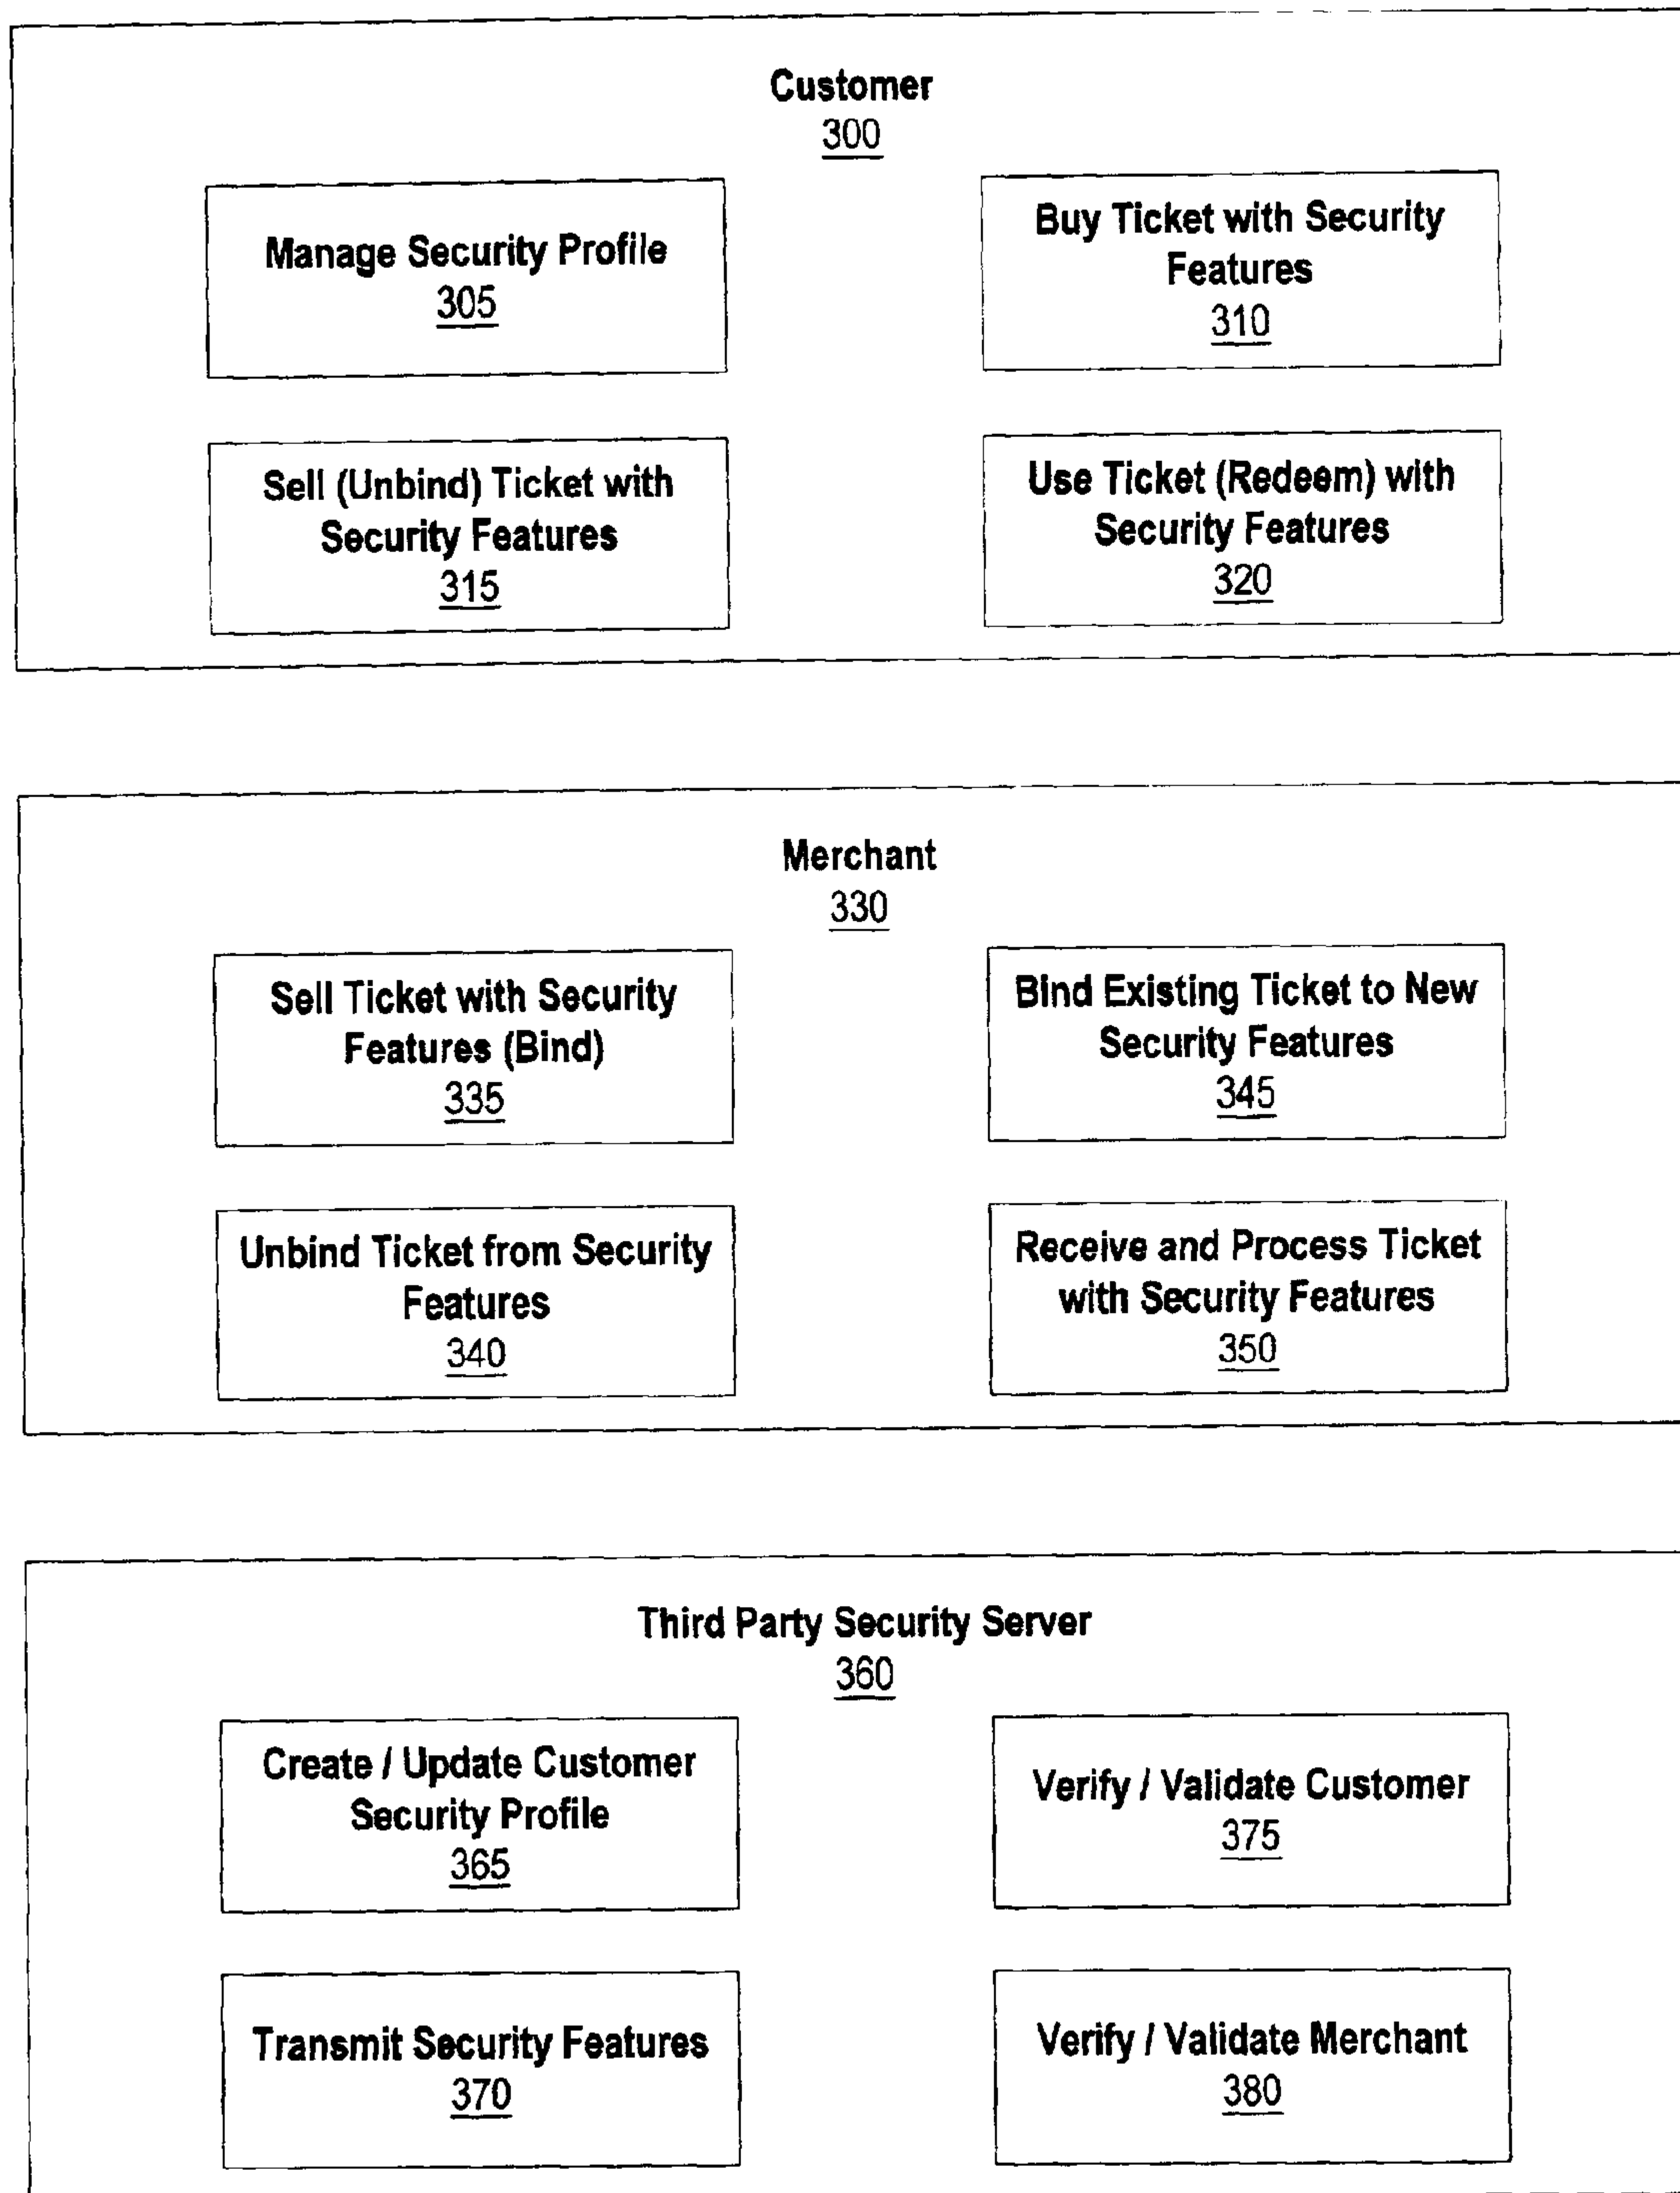 Customer
300
Manage Security Profile
305
Buy Ticket with Security
Features
310
Sell (Unbind) Ticket with
Security Features
315
Use Ticket (Redeem) with
Security Features
320
Merchant
330
Sell Ticket with Security
Features (Bind)
335
Bind Existing Ticket to New
Security Features
345
Unbind Ticket from Security
Features
340
Receive and Process Ticket
with Security Features
350
Third Party Security Server
360
Create / Update Customer
Security Profile
365
Verify / Validate Customer
375
Transmit Security Features
370
Verify / Validate Merchant
380